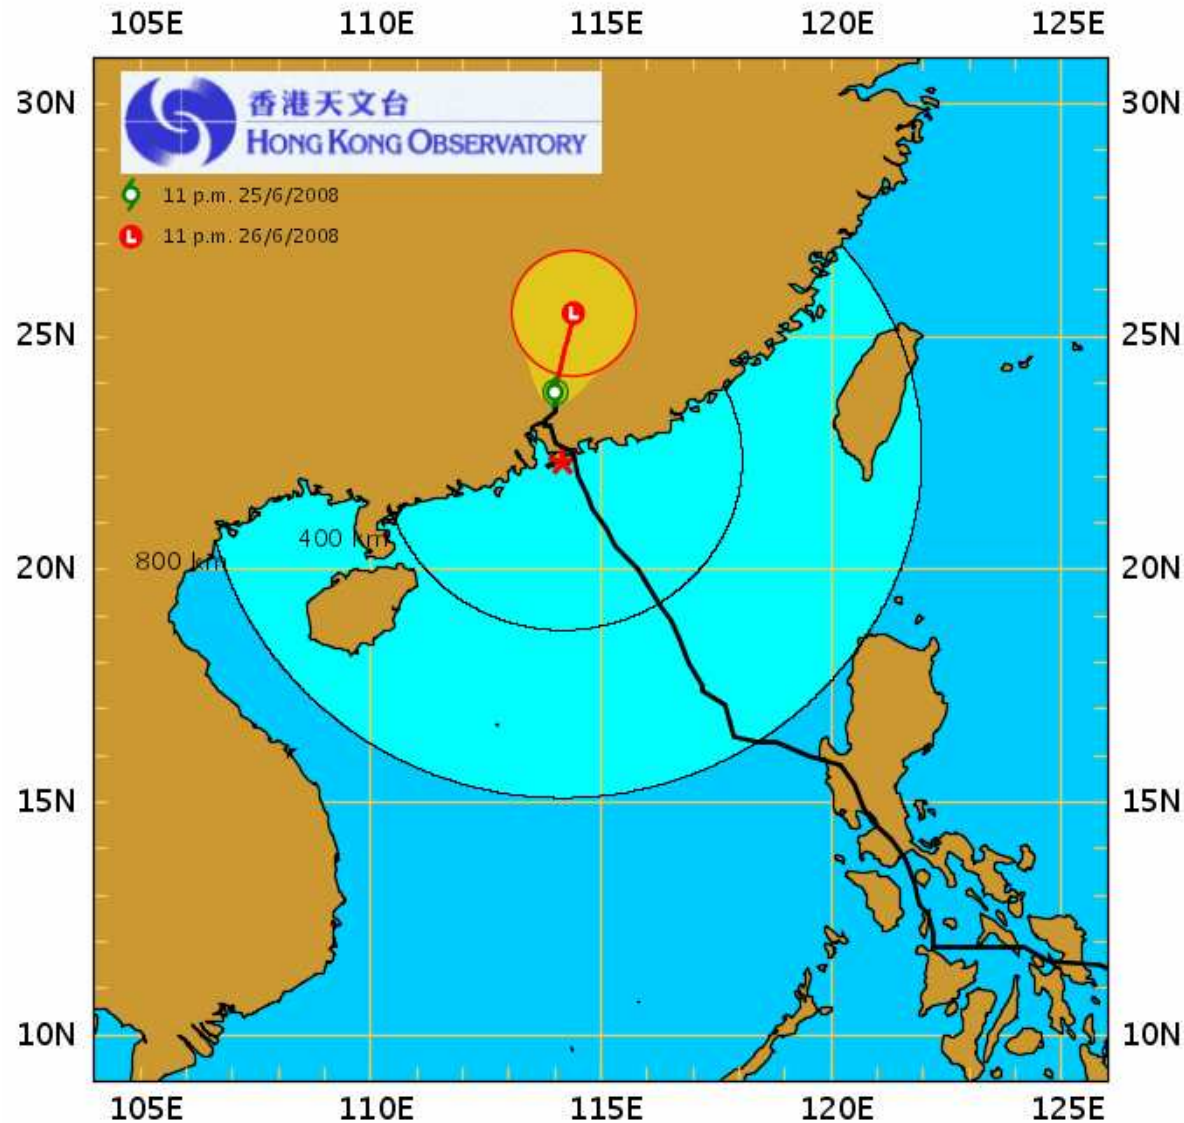 105E 110E 115E 120E 125E
30N 30N
香港天文台
HONG KONG OBSERVATORY
11 p.m. 25/6/2008
L 11 p.m. 26/6/2008
L
25N 25N
400 km
800 km
20N 20N
15N 15N
10N 10N
105E 110E 115E 120E 125E